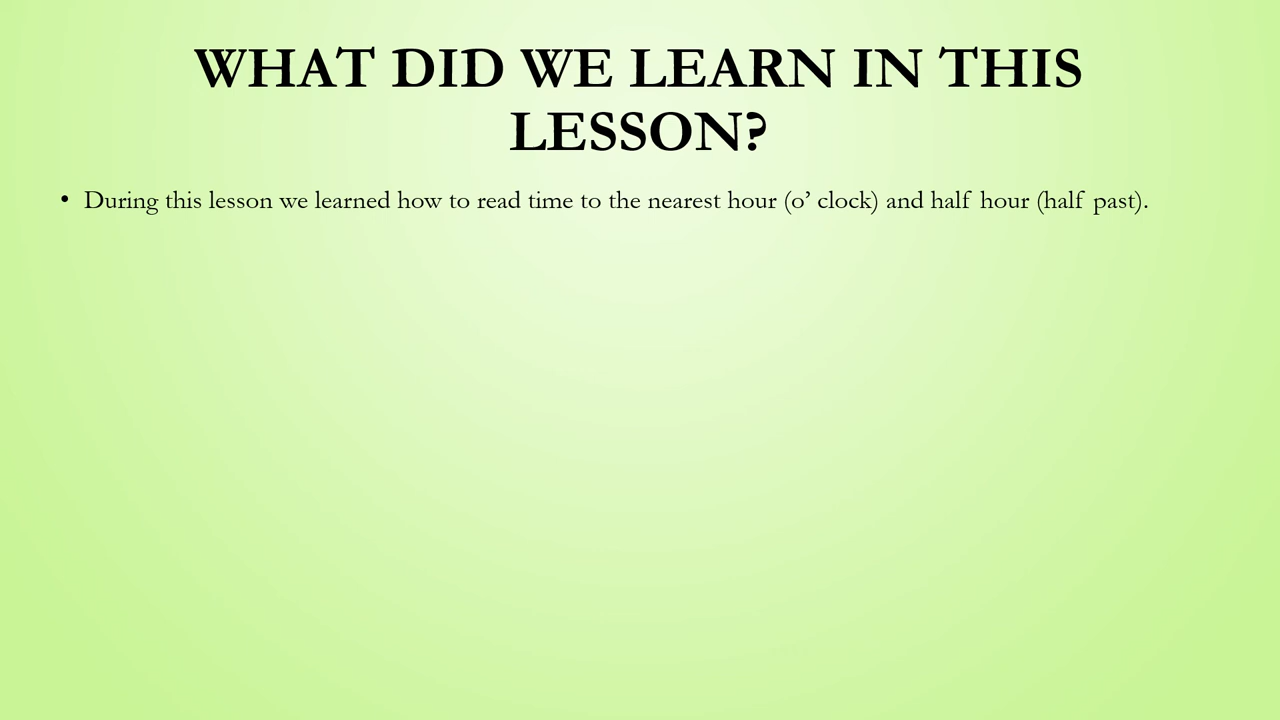 WHAT DID WE LEARN IN THIS
LESSON?
• During this lesson we learned how to read time to the nearest hour (o’ clock) and half hour (half past).